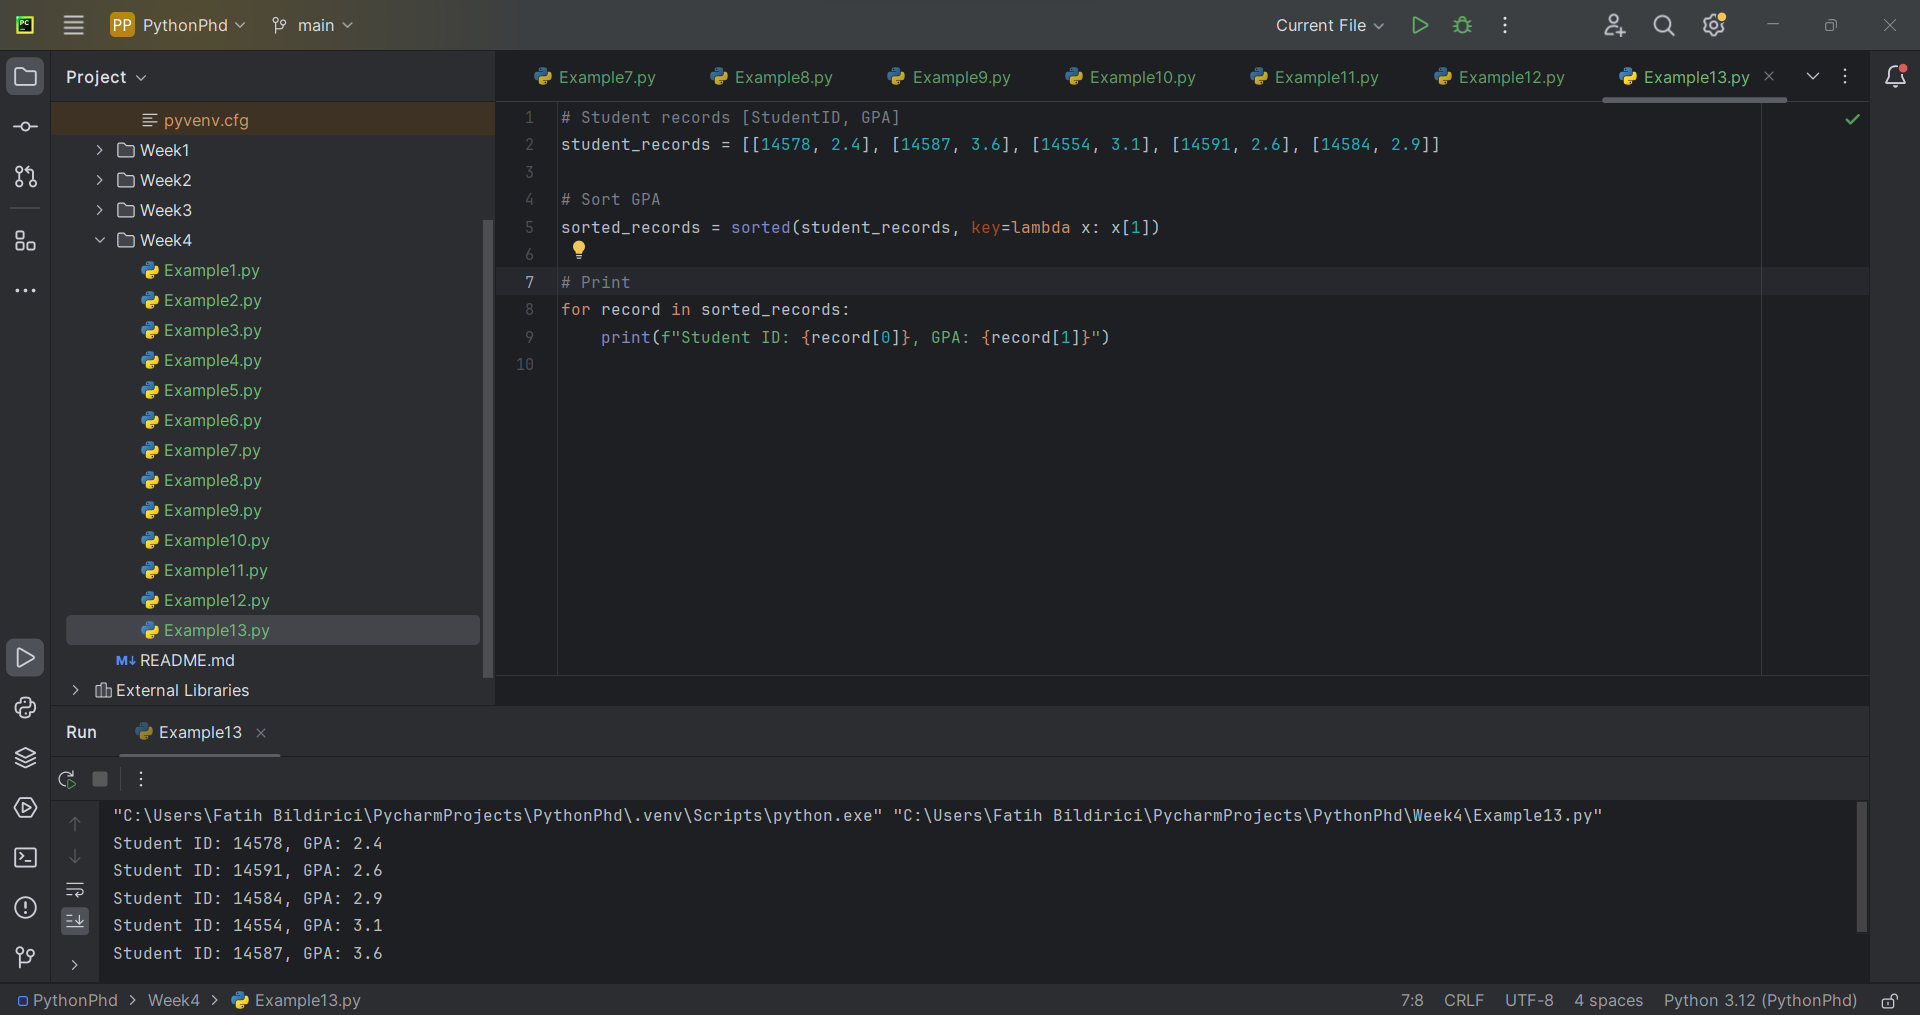 PC
PP PythonPhd main Current File
Project
Example7.py Example8.py Example9.py Example10.py Example11.py Example12.py Example13.py
pyvenv.cfg
Week1
Week2
Week3
Week4
Example1.py
Example2.py
Example3.py
Example4.py
Example5.py
Example6.py
Example7.py
Example8.py
Example9.py
Example10.py
Example11.py
Example12.py
Example13.py
M↓ README.md
External Libraries
1 # Student records [StudentID, GPA]
2 student_records = [[14578, 2.4], [14587, 3.6], [14554, 3.1], [14591, 2.6], [14584, 2.9]]
3
4 # Sort GPA
5 sorted_records = sorted(student_records, key=lambda x: x[1])
6
7 # Print
8 for record in sorted_records:
9 print(f"Student ID: {record[0]}, GPA: {record[1]}")
10
Run Example13
"C:\Users\Fatih Bildirici\PycharmProjects\PythonPhd\.venv\Scripts\python.exe" "C:\Users\Fatih Bildirici\PycharmProjects\PythonPhd\Week4\Example13.py"
Student ID: 14578, GPA: 2.4
Student ID: 14591, GPA: 2.6
Student ID: 14584, GPA: 2.9
Student ID: 14554, GPA: 3.1
Student ID: 14587, GPA: 3.6
PythonPhd > Week4 > Example13.py 7:8 CRLF UTF-8 4 spaces Python 3.12 (PythonPhd)